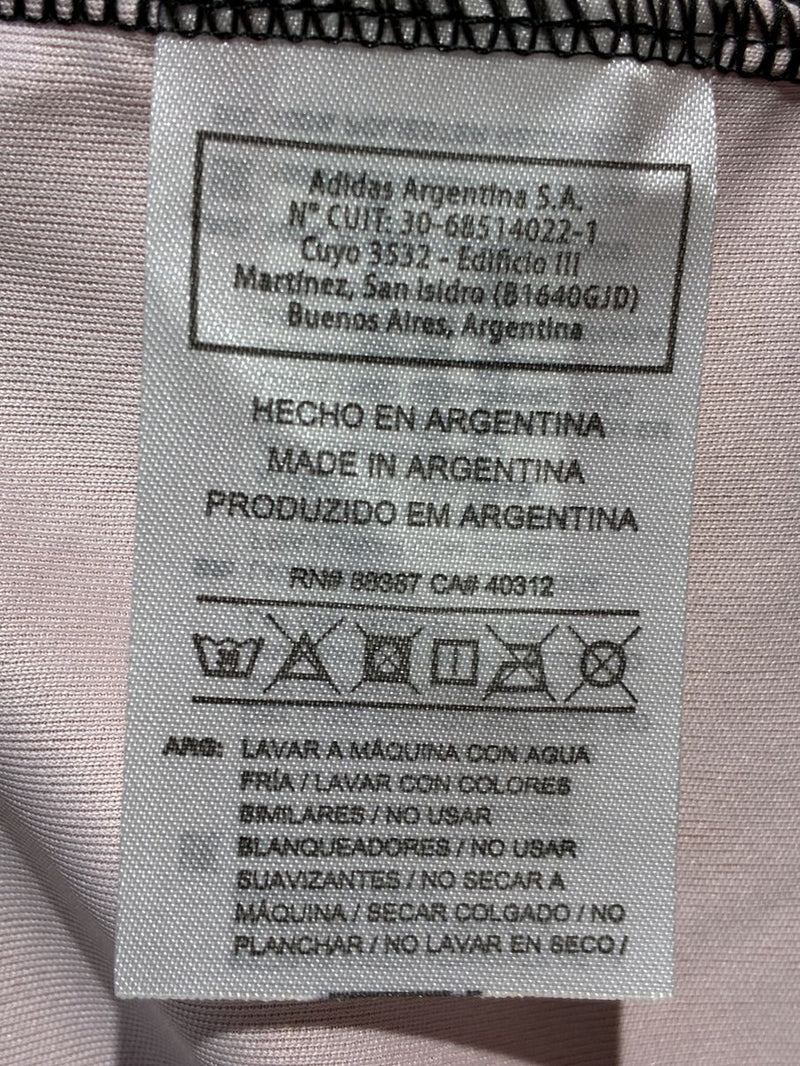 Adidas Argentina S.A.
N° CUIT: 30-68514022-1
Cuyo 3532 - Edificio III
Martínez, San Isidro (B1640GJD)
Buenos Aires, Argentina
HECHO EN ARGENTINA
MADE IN ARGENTINA
PRODUZIDO EM ARGENTINA
RN# 88387 CA# 40312
30
ARG: LAVAR A MÁQUINA CON AGUA
FRÍA / LAVAR CON COLORES
SIMILARES / NO USAR
BLANQUEADORES / NO USAR
SUAVIZANTES / NO SECAR A
MÁQUINA / SECAR COLGADO / NO
PLANCHAR / NO LAVAR EN SECO /